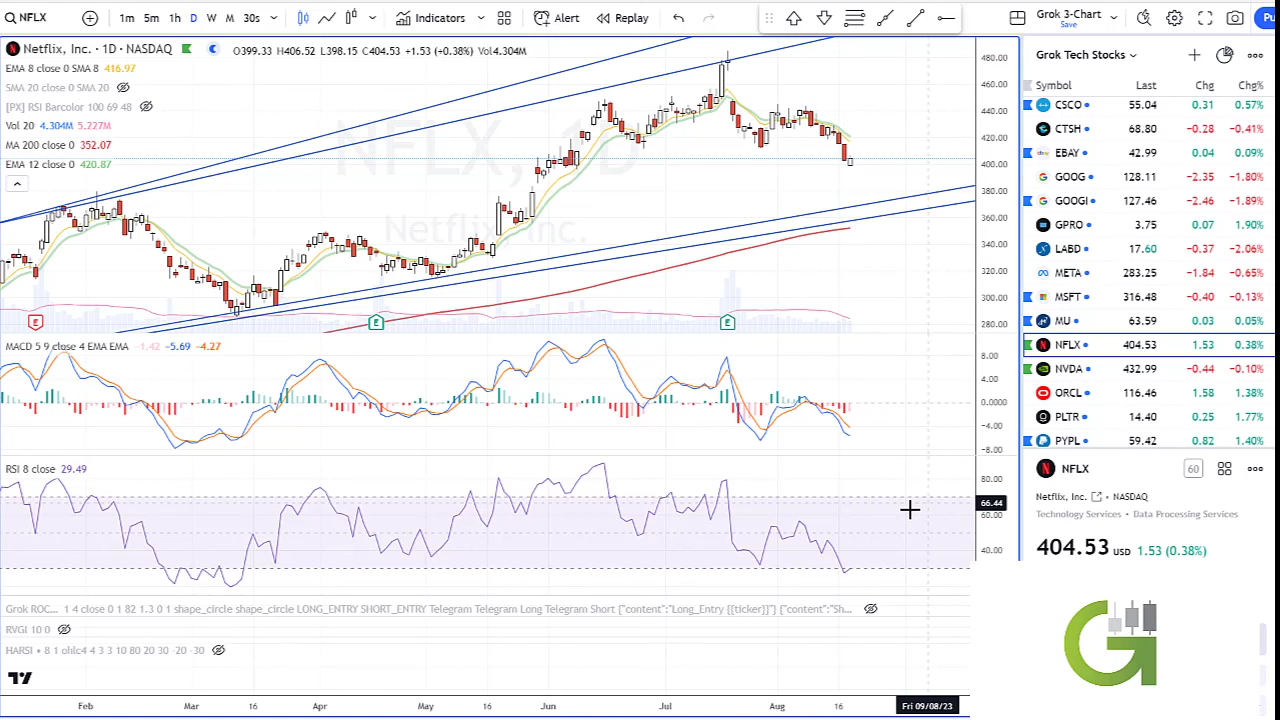 NFLX 1m 5m 1h D W M 30s Indicators Alert Replay Grok 3-Chart Save Pu
Netflix, Inc. · 1D · NASDAQ O399.33 H406.52 L398.15 C404.53 +1.53 (+0.38%) Vol4.304M
EMA 8 close 0 SMA 8 416.97
SMA 20 close 0 SMA 20
[PX] RSI Barcolor 100 69 48
Vol 20 4.304M 5.227M
MA 200 close 0 352.07
EMA 12 close 0 420.87
NFLX, 1D
Netflix, Inc.
E E E
480.00
460.00
440.00
420.00
400.00
380.00
360.00
340.00
320.00
300.00
280.00
MACD 5 9 close 4 EMA EMA -1.42 -5.69 -4.27
8.00
4.00
0.0000
-4.00
-8.00
RSI 8 close 29.49
80.00
66.44
60.00
40.00
Grok ROC... 1 4 close 0 1 82 1.3 0 1 shape_circle shape_circle LONG_ENTRY SHORT_ENTRY Telegram Telegram Long Telegram Short {"content":"Long_Entry {{ticker}}"} {"content":"Sh...
RVGI 10 0
HARSI • 8 1 ohlc4 4 3 3 10 80 20 30 -20 -30
Feb Mar 16 Apr May 16 Jun Jul Aug 16 Fri 09/08/23
Grok Tech Stocks
Symbol Last Chg Chg%
CSCO 55.04 0.31 0.57%
CTSH 68.80 -0.28 -0.41%
EBAY 42.99 0.04 0.09%
GOOG 128.11 -2.35 -1.80%
GOOGL 127.46 -2.46 -1.89%
GPRO 3.75 0.07 1.90%
LABD 17.60 -0.37 -2.06%
META 283.25 -1.84 -0.65%
MSFT 316.48 -0.40 -0.13%
MU 63.59 0.03 0.05%
NFLX 404.53 1.53 0.38%
NVDA 432.99 -0.44 -0.10%
ORCL 116.46 1.58 1.38%
PLTR 14.40 0.25 1.77%
PYPL 59.42 0.82 1.40%
NFLX 60
Netflix, Inc. • NASDAQ
Technology Services • Data Processing Services
404.53 USD 1.53 (0.38%)